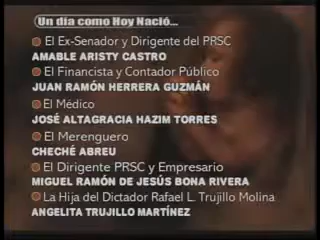 Un día como Hoy Nació...
El Ex-Senador y Dirigente del PRSC
AMABLE ARISTY CASTRO
El Financista y Contador Público
JUAN RAMÓN HERRERA GUZMÁN
El Médico
JOSÉ ALTAGRACIA HAZIM TORRES
El Merenguero
CHECHÉ ABREU
El Dirigente PRSC y Empresario
MIGUEL RAMÓN DE JESÚS BONA RIVERA
La Hija del Dictador Rafael L. Trujillo Molina
ANGELITA TRUJILLO MARTÍNEZ